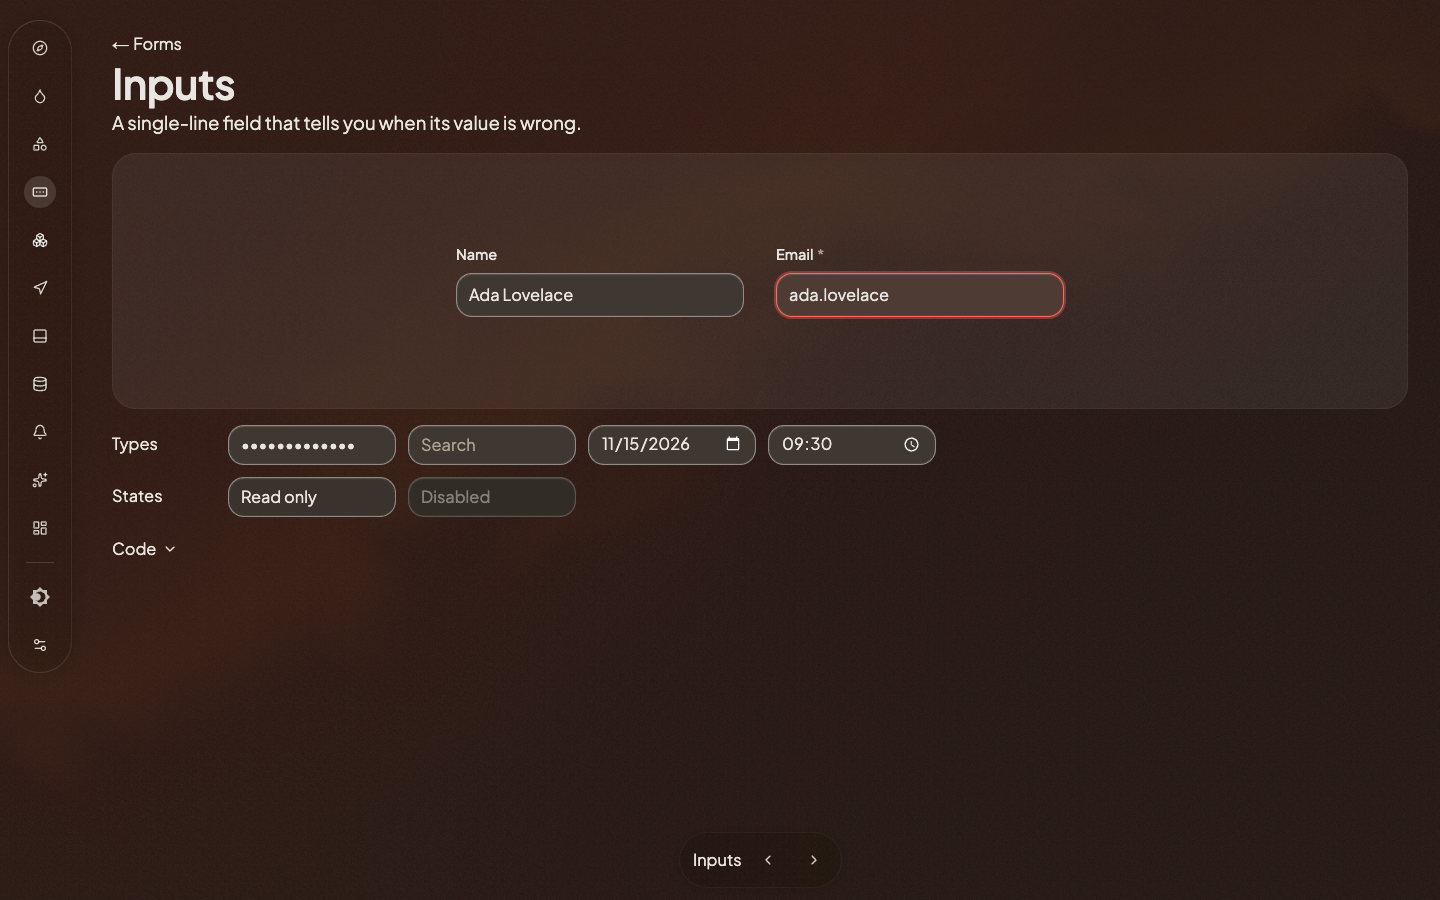 ← Forms
Inputs
A single-line field that tells you when its value is wrong.
Name
Email *
Ada Lovelace
ada.lovelace
Types
•••••••••••••
Search
11/15/2026
09:30
States
Read only
Disabled
Code
Inputs